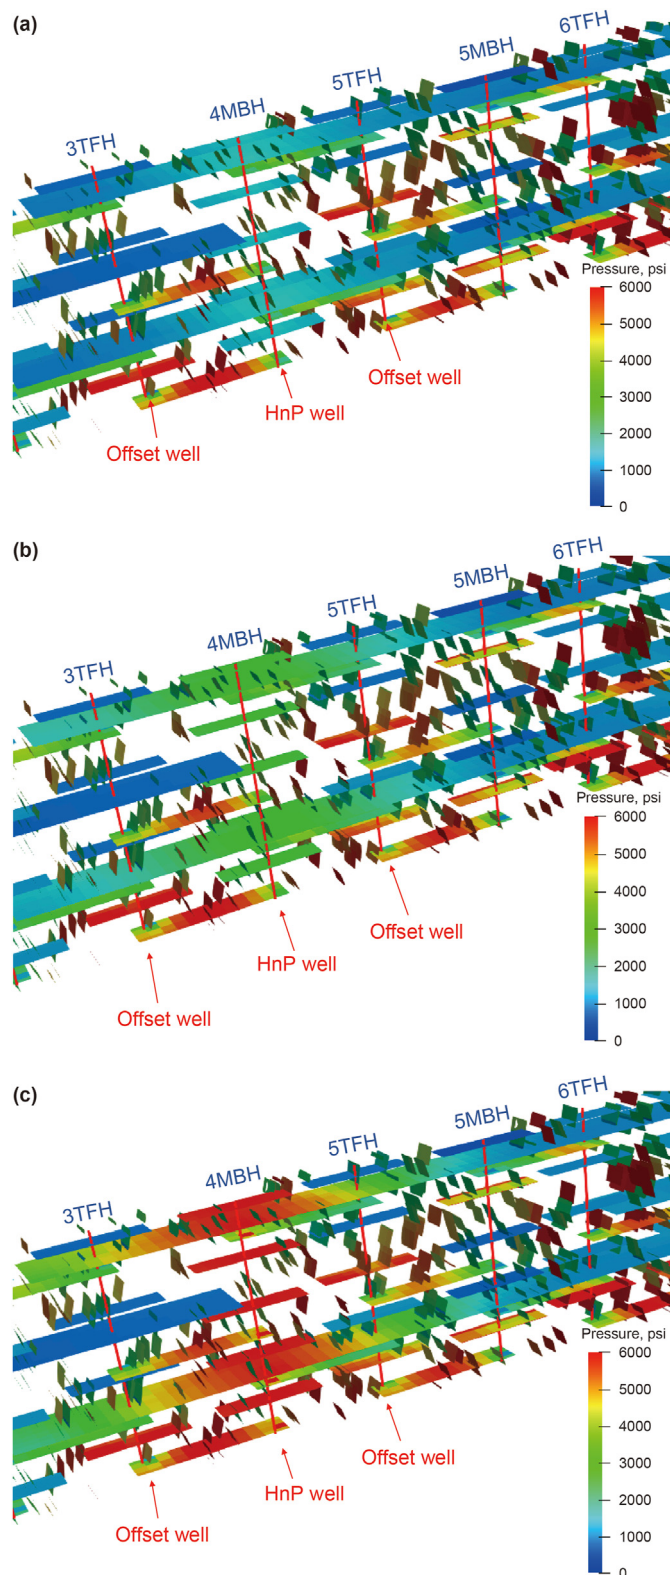 (a)
6TFH
5MBH
5TFH
4MBH
3TFH
Pressure, psi
6000
5000
4000
3000
2000
1000
0
Offset well
HnP well
Offset well
(b)
6TFH
5MBH
5TFH
4MBH
3TFH
Pressure, psi
6000
5000
4000
3000
2000
1000
0
Offset well
HnP well
Offset well
(c)
6TFH
5MBH
5TFH
4MBH
3TFH
Pressure, psi
6000
5000
4000
3000
2000
1000
0
Offset well
HnP well
Offset well